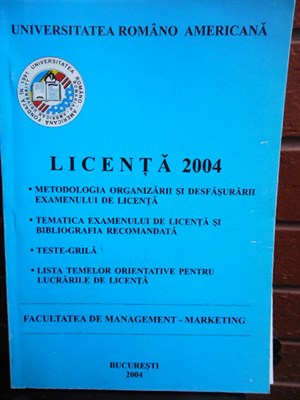 UNIVERSITATEA ROMÂNO AMERICANĂ
LICENȚĂ 2004
• METODOLOGIA ORGANIZĂRII ȘI DESFĂȘURĂRII
EXAMENULUI DE LICENȚĂ
• TEMATICA EXAMENULUI DE LICENȚĂ ȘI
BIBLIOGRAFIA RECOMANDATĂ
• TESTE-GRILĂ
• LISTA TEMELOR ORIENTATIVE PENTRU
LUCRĂRILE DE LICENȚĂ
FACULTATEA DE MANAGEMENT - MARKETING
BUCUREȘTI
2004